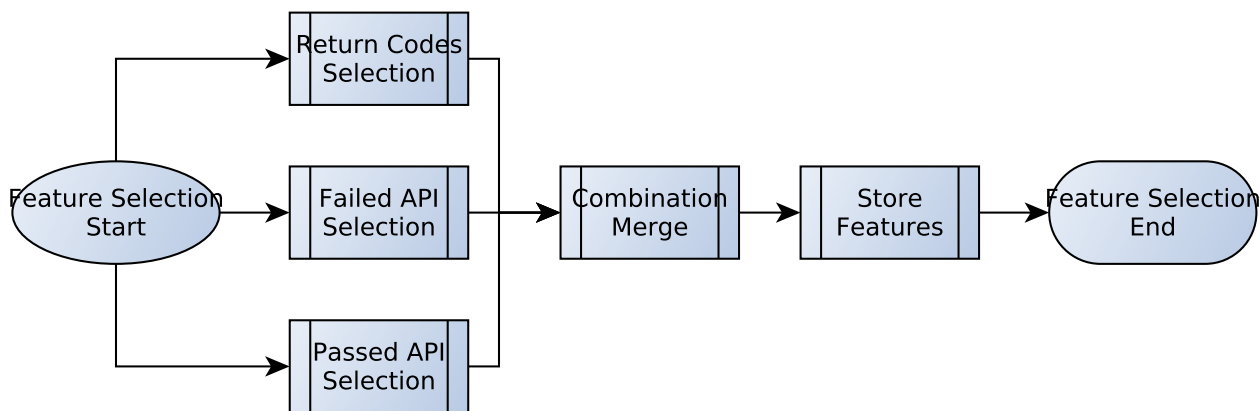 Return Codes
Selection
Feature Selection
Start
Failed API
Selection
Combination
Merge
Store
Features
Feature Selection
End
Passed API
Selection